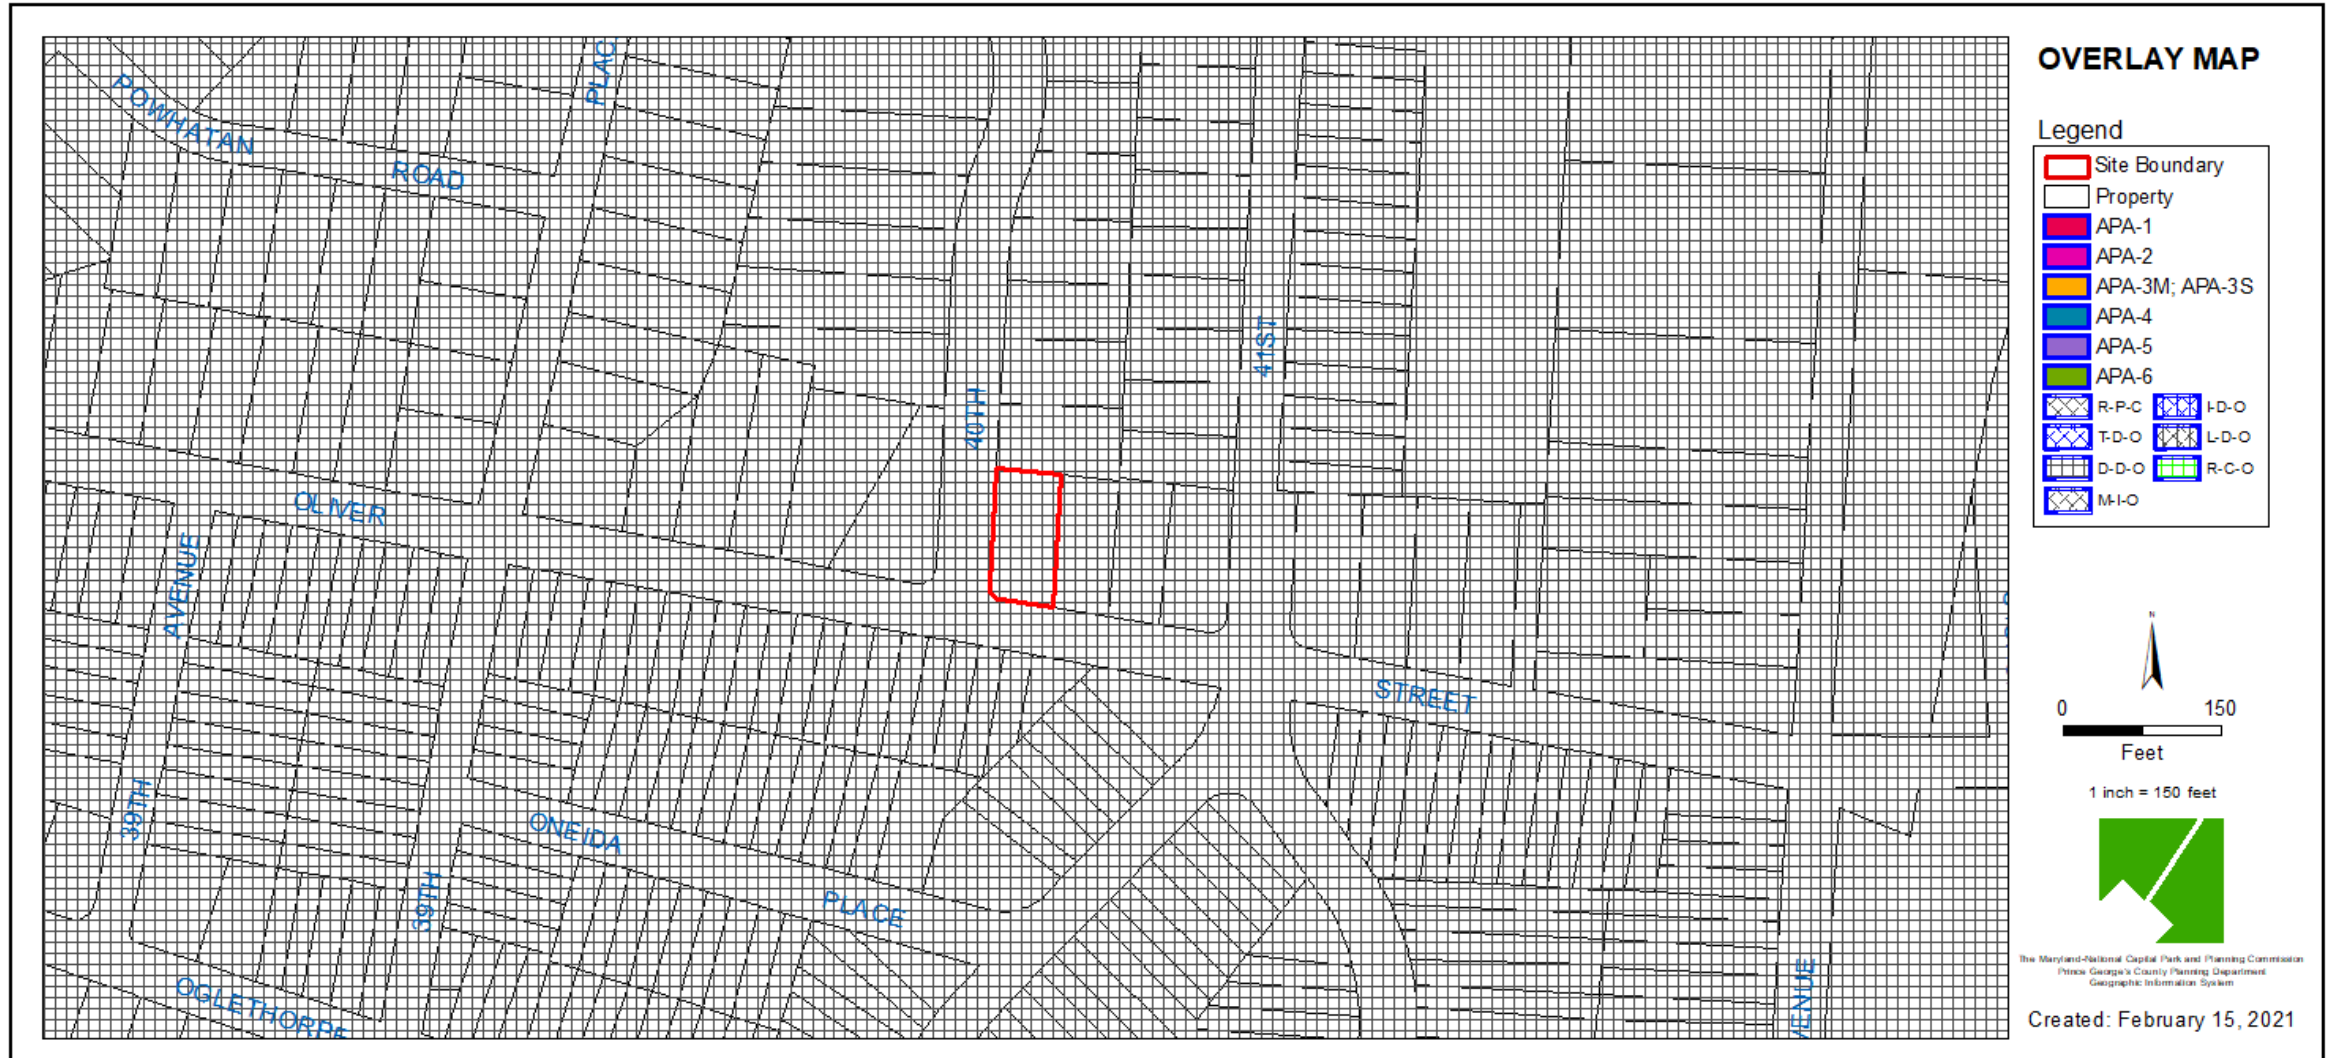 OVERLAY MAP
Legend
Site Boundary
Property
APA-1
APA-2
APA-3M; APA-3S
APA-4
APA-5
APA-6
R-P-C
I-D-O
T-D-O
L-D-O
D-D-O
R-C-O
M-I-O
N
0 150
Feet
1 inch = 150 feet
The Maryland-National Capital Park and Planning Commission
Prince George's County Planning Department
Geographic Information System
Created: February 15, 2021
POWHATAN
ROAD
PLAC
41ST
40TH
OLIVER
AVENUE
STREET
39TH
ONEIDA
39TH
PLACE
OGLETHORPE
VENUE